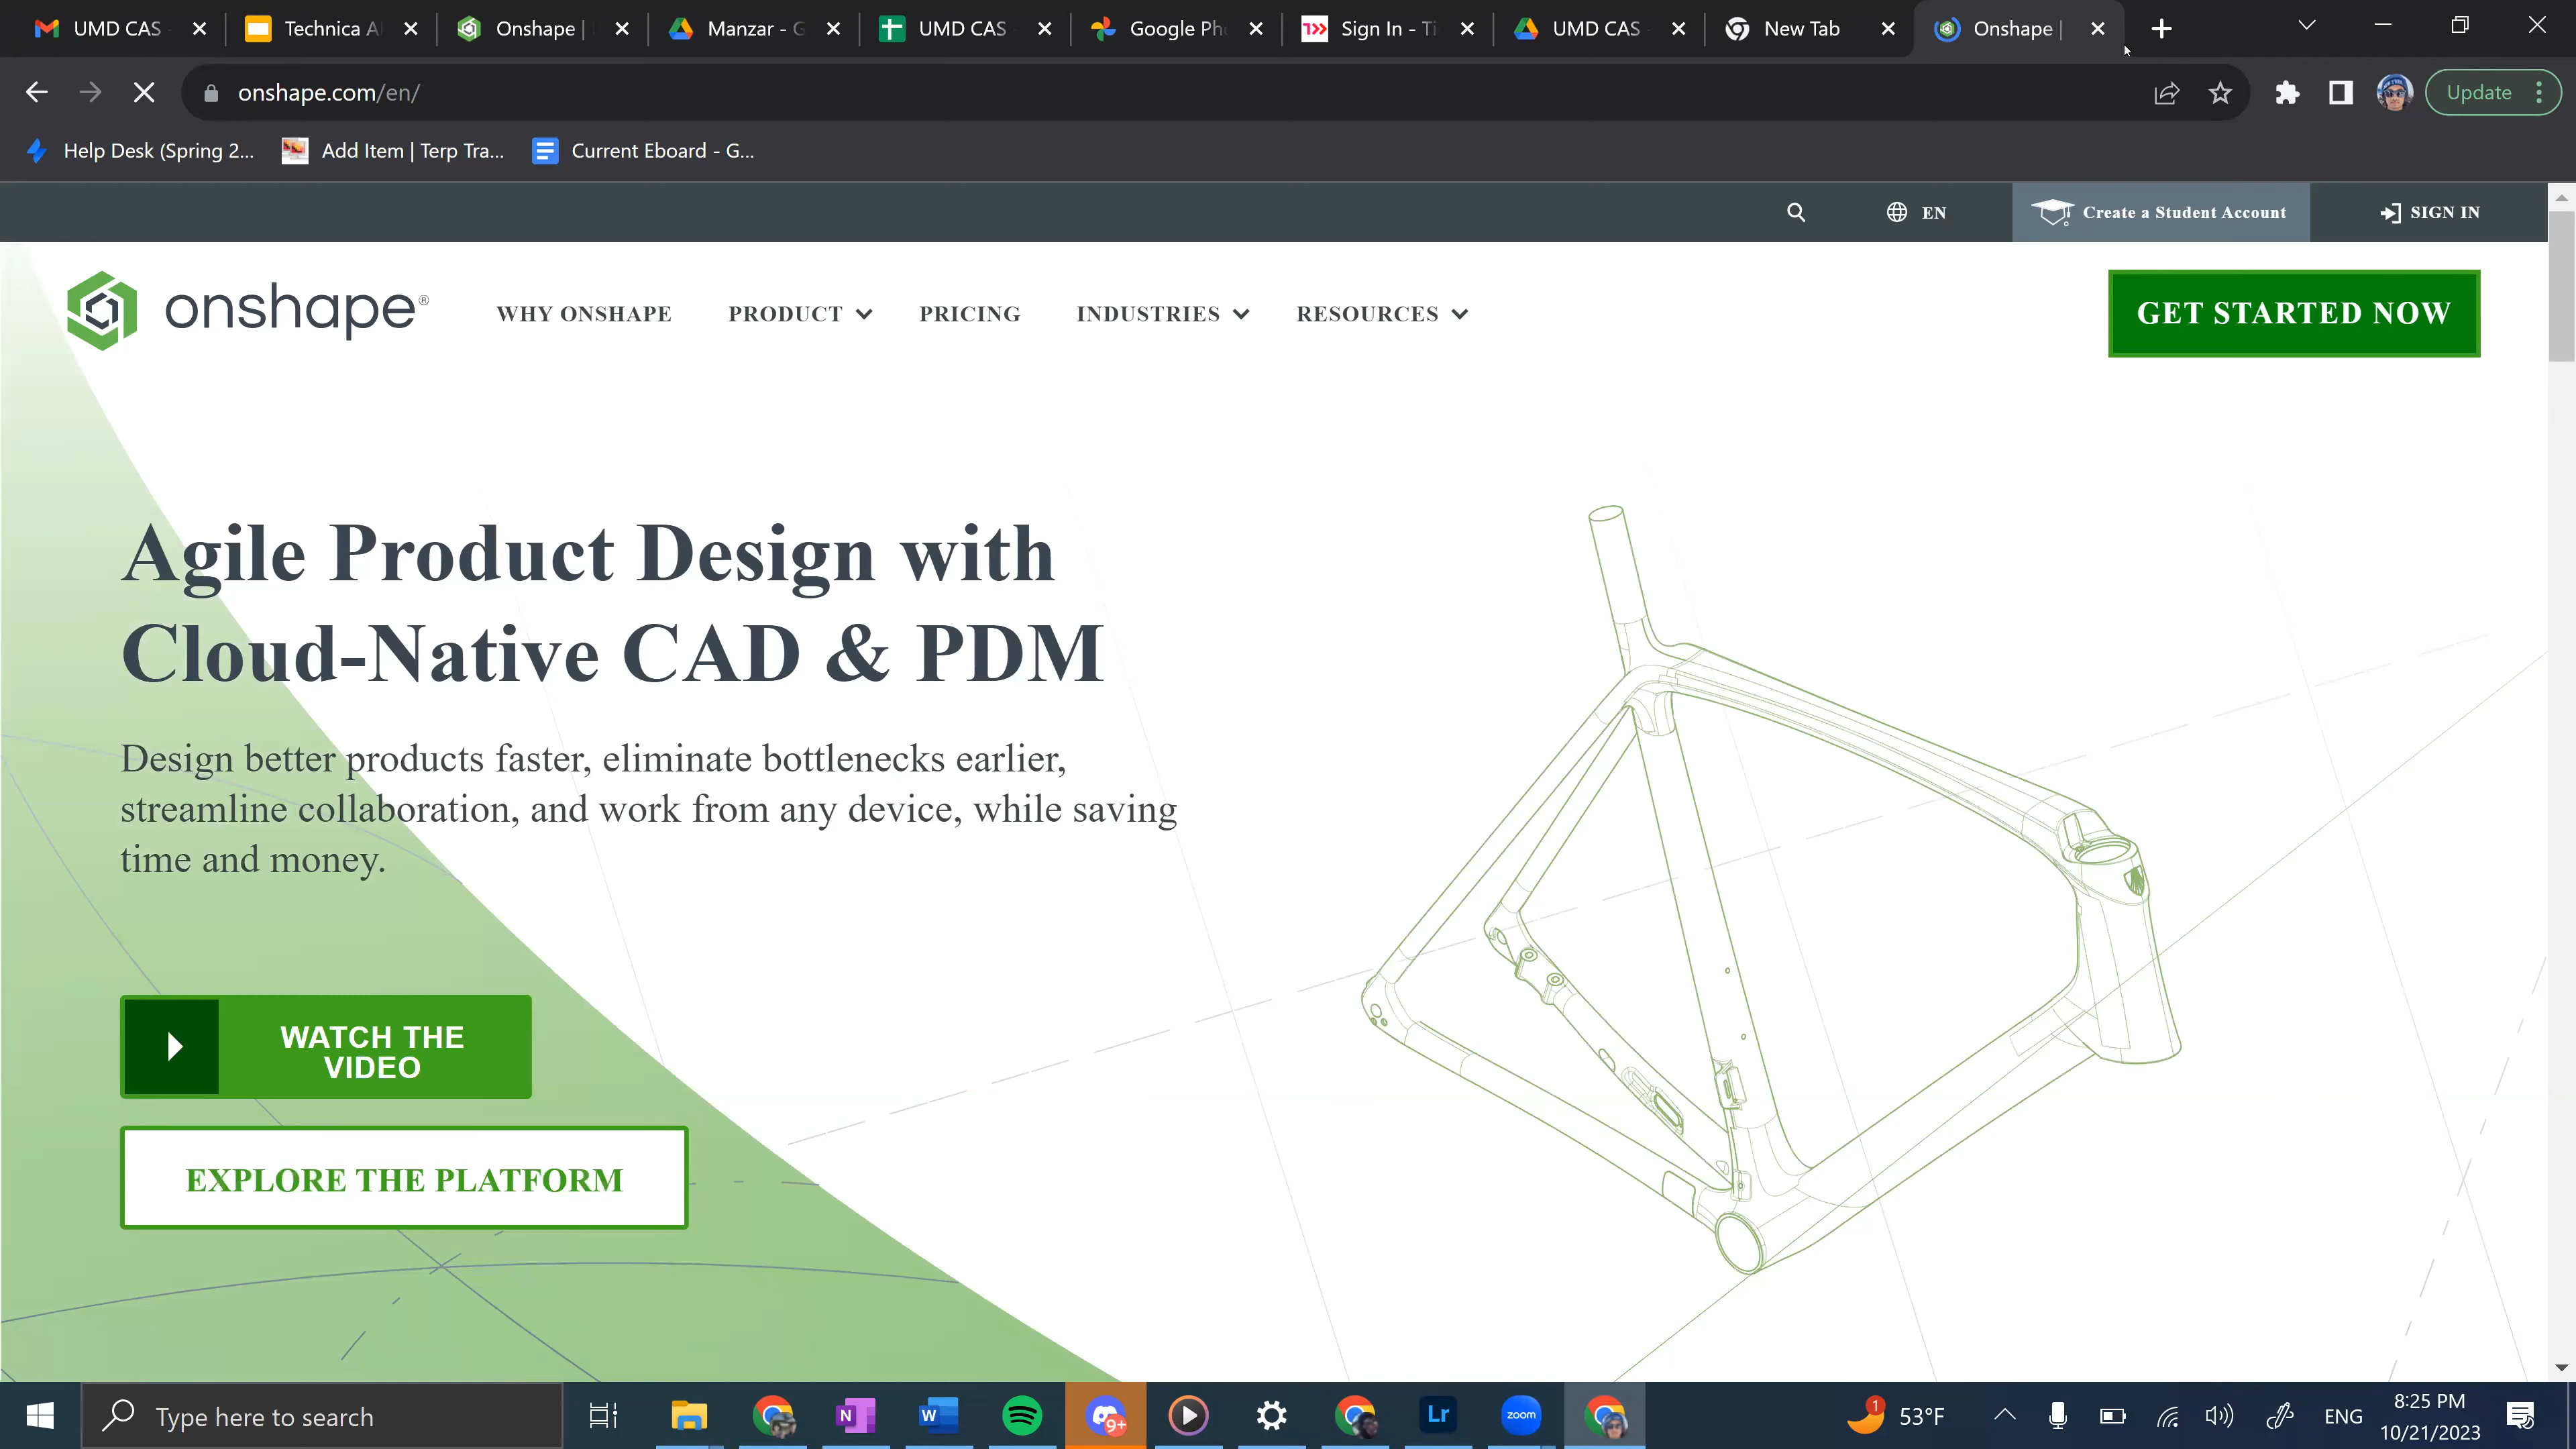 UMD CAS
Technica A
Onshape |
Manzar - G
UMD CAS
Google Ph
Sign In - Ti
UMD CAS
New Tab
Onshape |
onshape.com/en/
Update
Help Desk (Spring 2...
Add Item | Terp Tra...
Current Eboard - G...
EN
Create a Student Account
SIGN IN
onshape®
WHY ONSHAPE
PRODUCT
PRICING
INDUSTRIES
RESOURCES
GET STARTED NOW
Agile Product Design with
Cloud-Native CAD & PDM
Design better products faster, eliminate bottlenecks earlier,
streamline collaboration, and work from any device, while saving
time and money.
WATCH THE
VIDEO
EXPLORE THE PLATFORM
Type here to search
N
W
9+
Lr
zoom
1
53°F
ENG
8:25 PM
10/21/2023